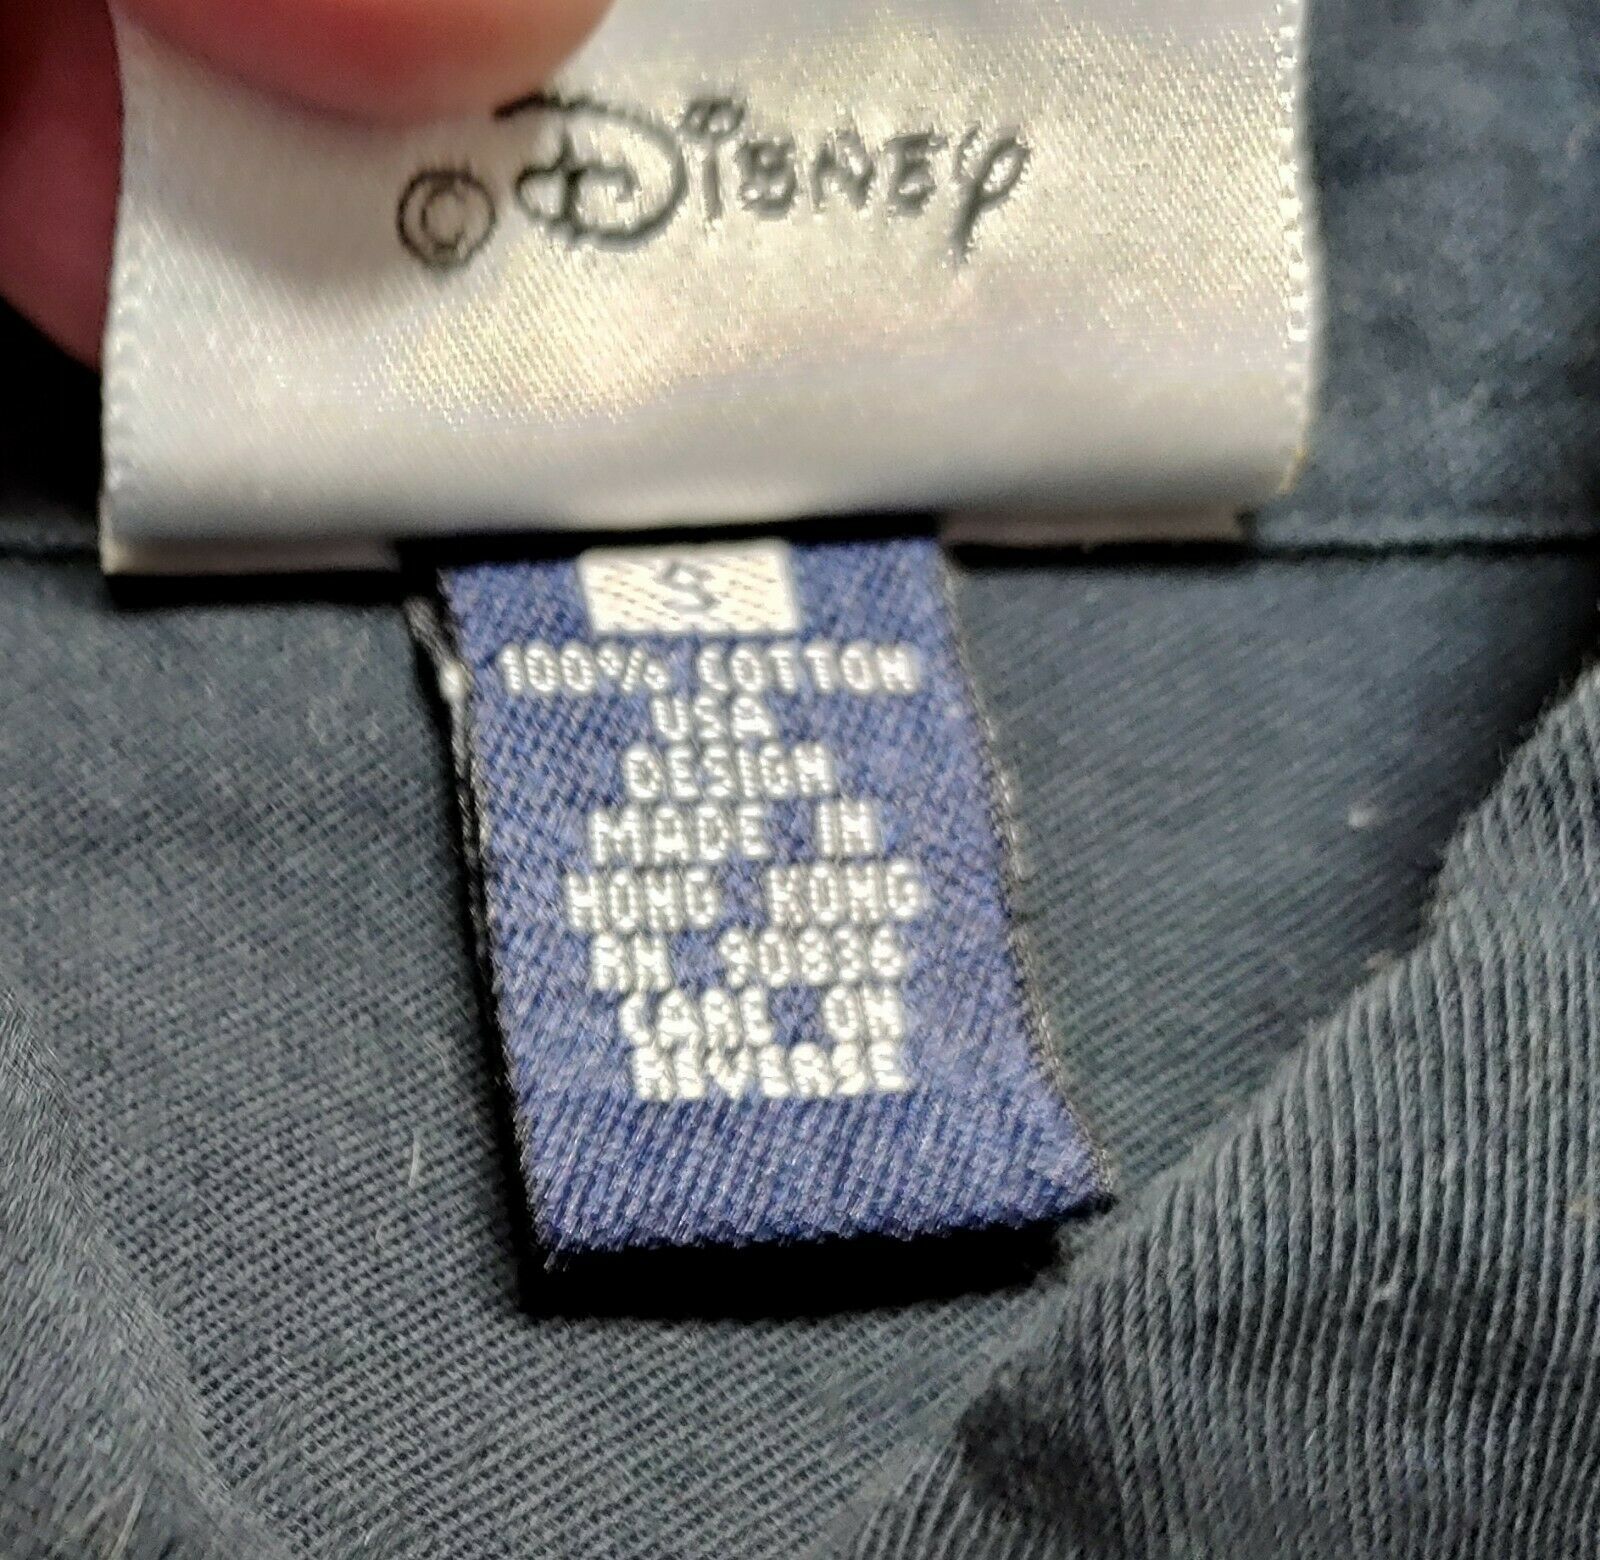 © Disney
S
100% COTTON
USA
DESIGN
MADE IN
HONG KONG
RN 90836
CARE ON
REVERSE